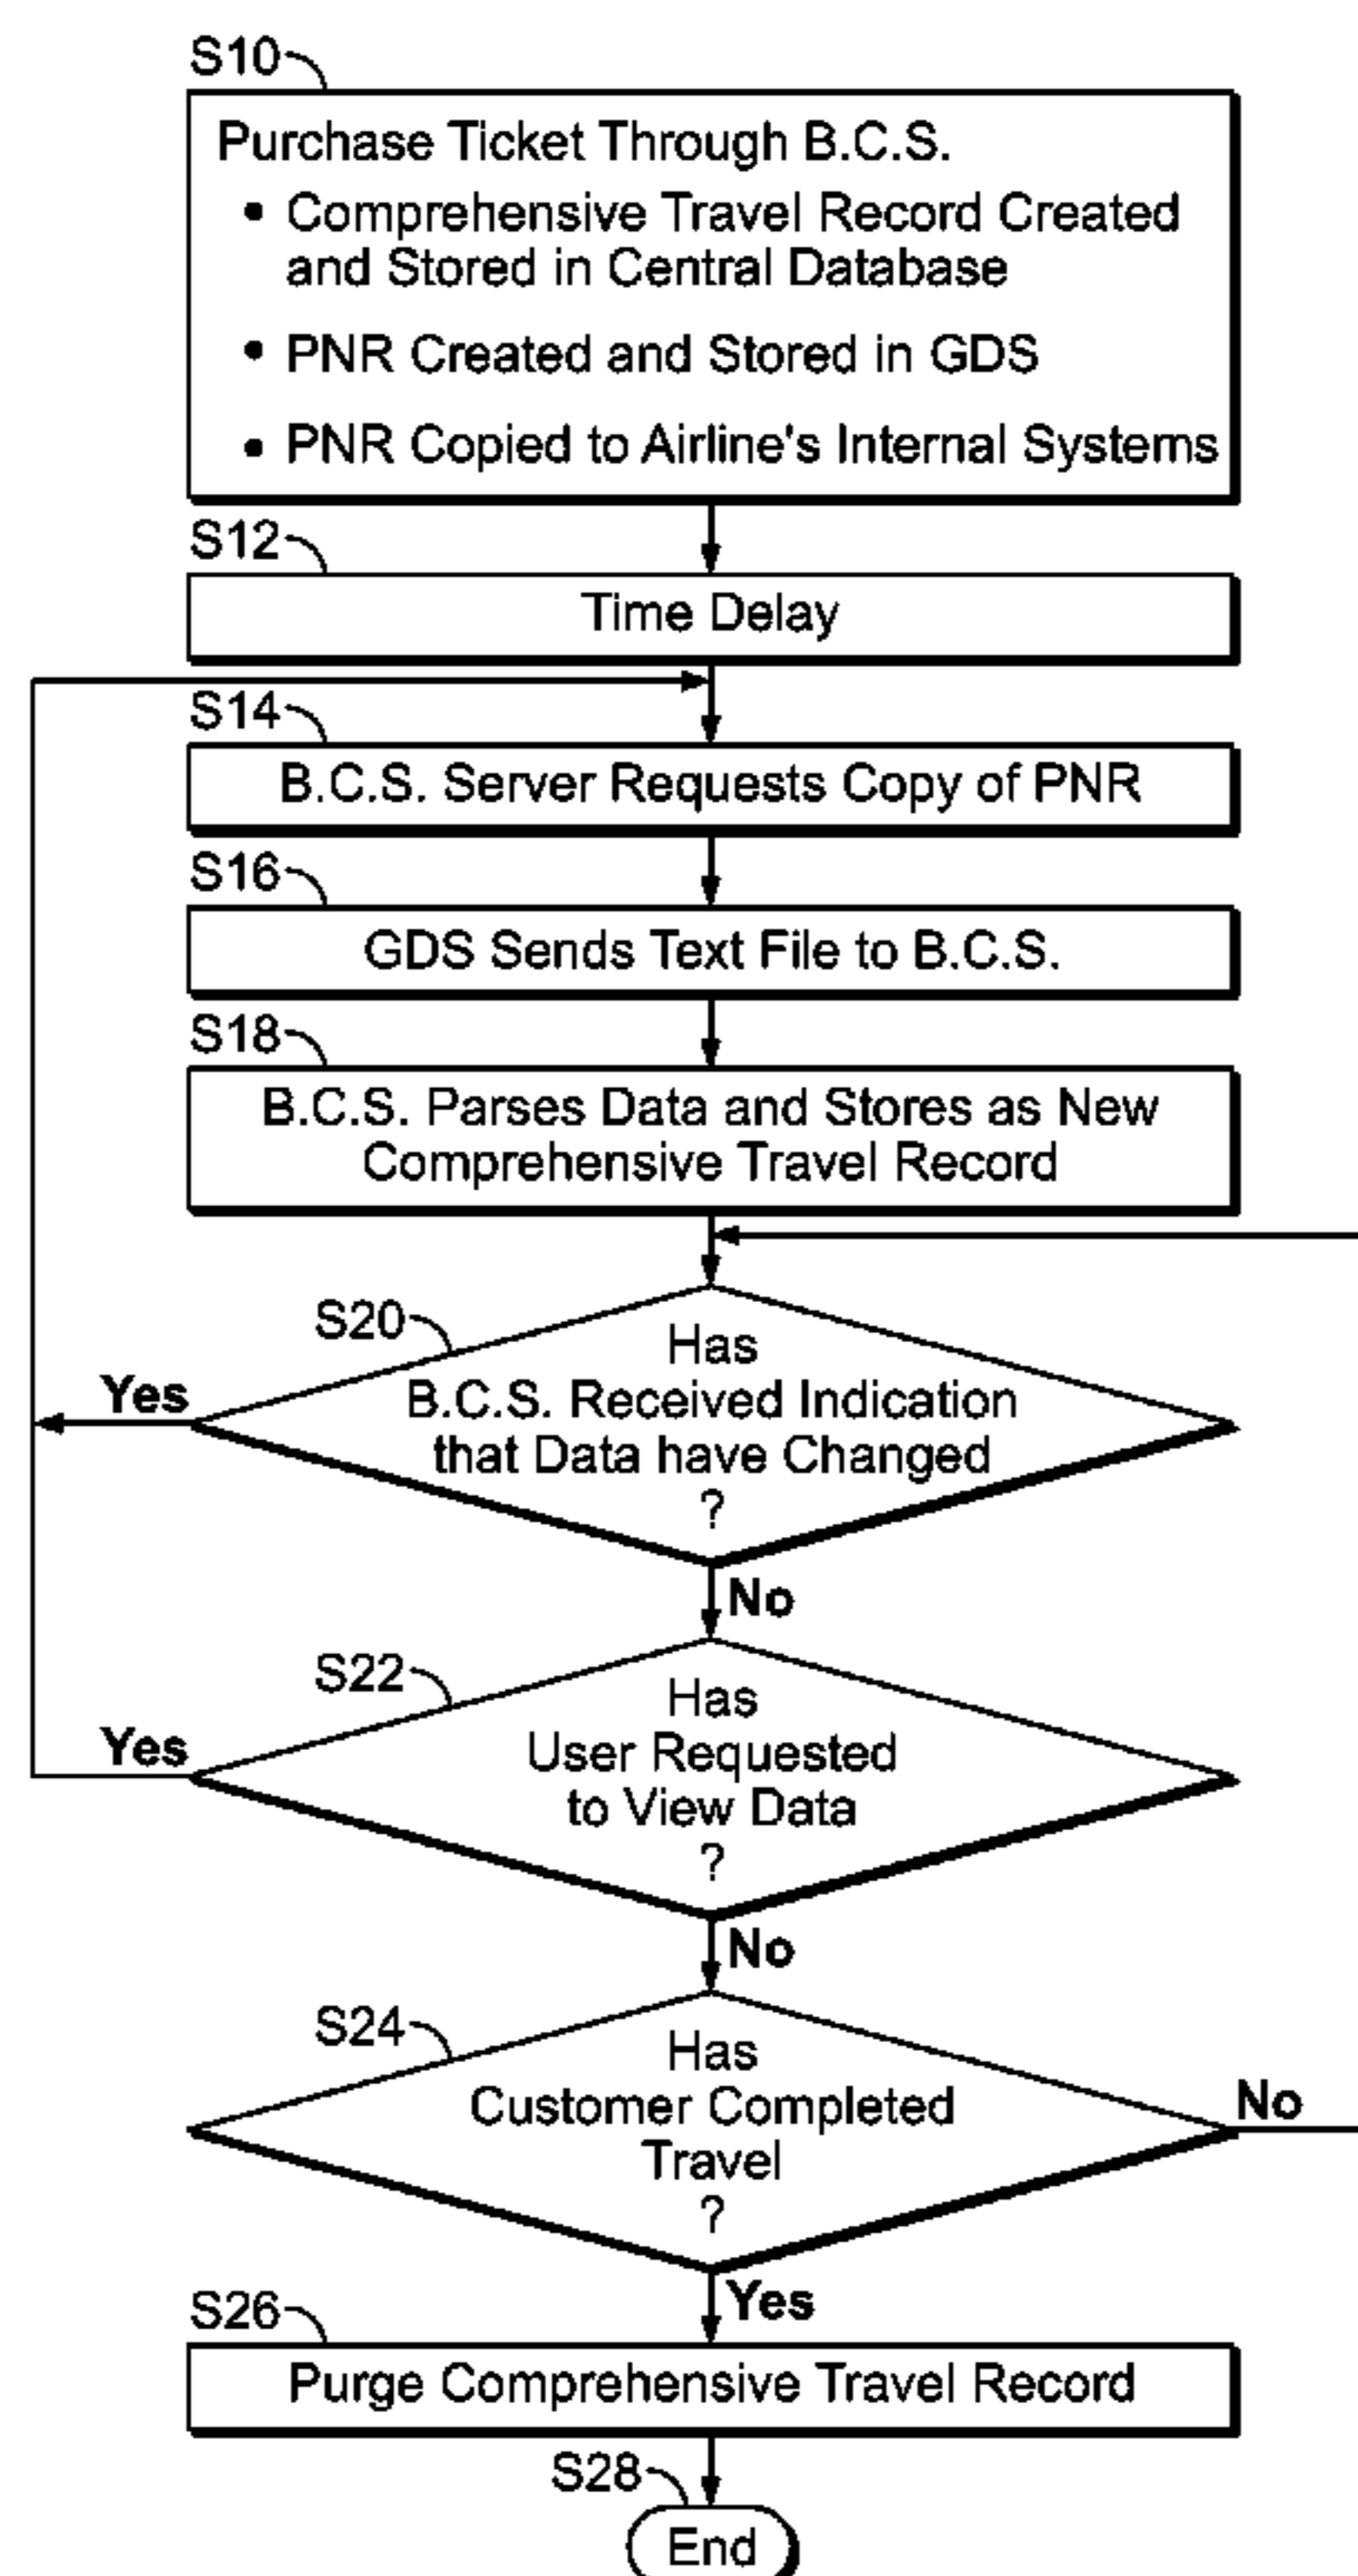 S10
Purchase Ticket Through B.C.S.
• Comprehensive Travel Record Created
and Stored in Central Database
• PNR Created and Stored in GDS
• PNR Copied to Airline's Internal Systems
S12
Time Delay
S14
B.C.S. Server Requests Copy of PNR
S16
GDS Sends Text File to B.C.S.
S18
B.C.S. Parses Data and Stores as New
Comprehensive Travel Record
S20
Has
Yes
B.C.S. Received Indication
that Data have Changed
?
No
S22
Has
Yes
User Requested
to View Data
?
No
S24
Has
Customer Completed
No
Travel
?
Yes
S26
Purge Comprehensive Travel Record
S28
End